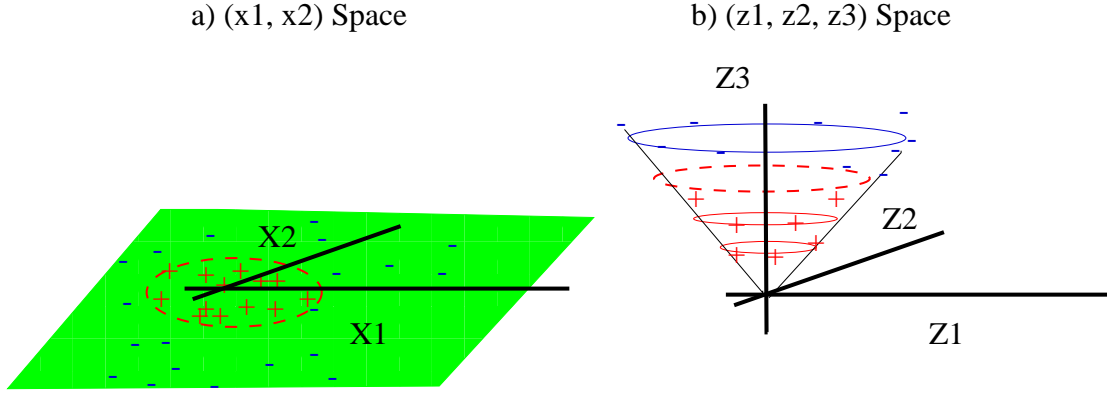 a) (x1, x2) Space
b) (z1, z2, z3) Space
Z3
X2
Z2
X1
Z1